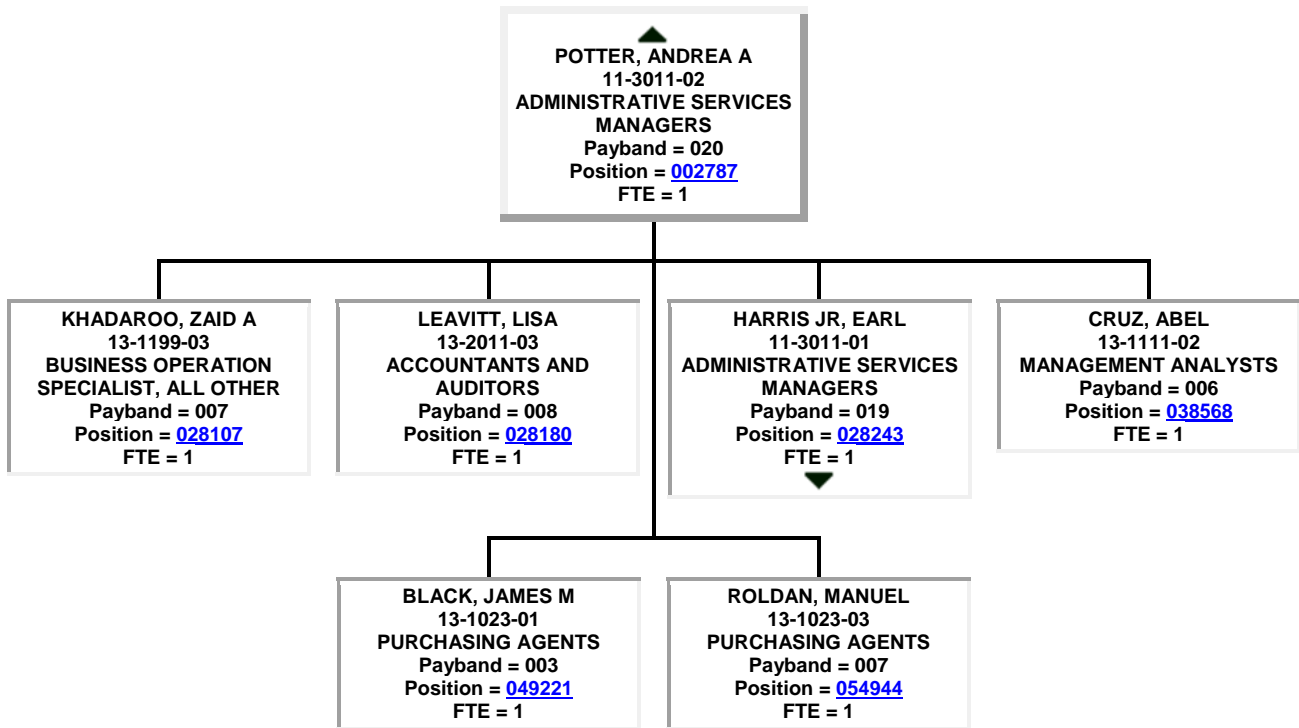 POTTER, ANDREA A
11-3011-02
ADMINISTRATIVE SERVICES
MANAGERS
Payband = 020
Position = 002787
FTE = 1
KHADAROO, ZAID A
13-1199-03
BUSINESS OPERATION
SPECIALIST, ALL OTHER
Payband = 007
Position = 028107
FTE = 1
LEAVITT, LISA
13-2011-03
ACCOUNTANTS AND
AUDITORS
Payband = 008
Position = 028180
FTE = 1
HARRIS JR, EARL
11-3011-01
ADMINISTRATIVE SERVICES
MANAGERS
Payband = 019
Position = 028243
FTE = 1
CRUZ, ABEL
13-1111-02
MANAGEMENT ANALYSTS
Payband = 006
Position = 038568
FTE = 1
BLACK, JAMES M
13-1023-01
PURCHASING AGENTS
Payband = 003
Position = 049221
FTE = 1
ROLDAN, MANUEL
13-1023-03
PURCHASING AGENTS
Payband = 007
Position = 054944
FTE = 1